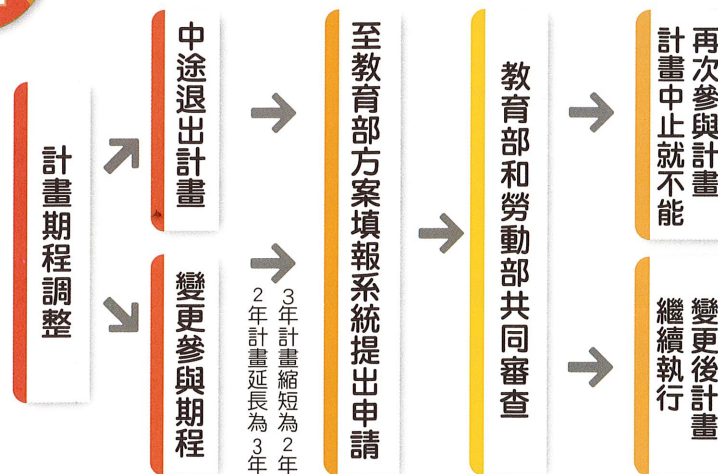 計畫期程調整
中途退出計畫
變更參與期程
3年計畫縮短為2年
2年計畫延長為3年
至教育部方案填報系統提出申請
教育部和勞動部共同審查
再次參與計畫
計畫中止就不能
變更後計畫
繼續執行